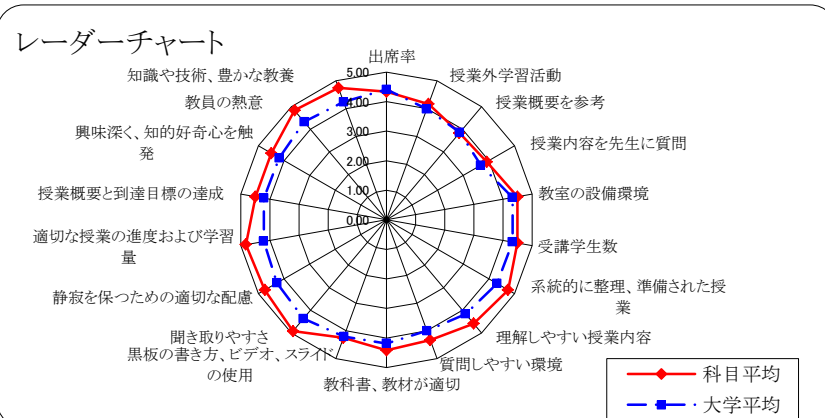 レーダーチャート
出席率
授業外学習活動
授業概要を参考
授業内容を先生に質問
教室の設備環境
受講学生数
系統的に整理、準備された授
業
理解しやすい授業内容
質問しやすい環境
教科書、教材が適切
黒板の書き方、ビデオ、スライド
の使用
聞き取りやすさ
静寂を保つための適切な配慮
適切な授業の進度および学習
量
授業概要と到達目標の達成
興味深く、知的好奇心を触
発
教員の熱意
知識や技術、豊かな教養
5.00
4.00
3.00
2.00
1.00
0.00
科目平均
大学平均